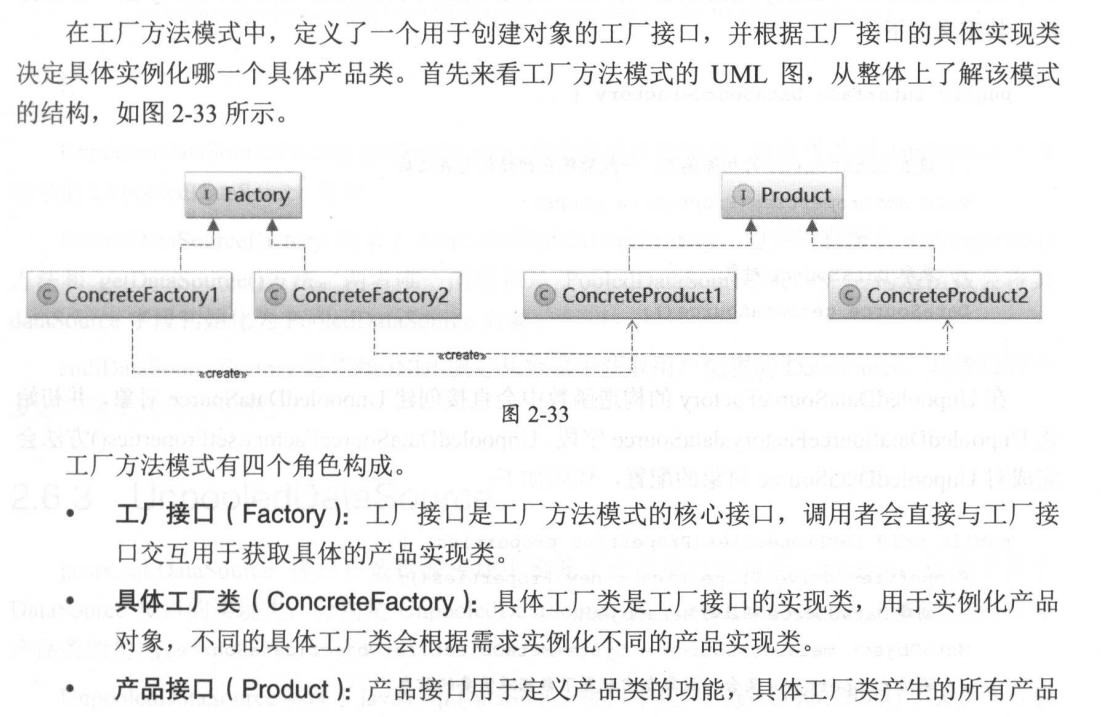 在工厂方法模式中，定义了一个用于创建对象的工厂接口，并根据工厂接口的具体实现类
决定具体实例化哪一个具体产品类。首先来看工厂方法模式的 UML 图，从整体上了解该模式
的结构，如图 2-33 所示。
I Factory
I Product
C ConcreteFactory1
C ConcreteFactory2
C ConcreteProduct1
C ConcreteProduct2
«create»
«create»
图 2-33
工厂方法模式有四个角色构成。
• 工厂接口（Factory）：工厂接口是工厂方法模式的核心接口，调用者会直接与工厂接
口交互用于获取具体的产品实现类。
• 具体工厂类（ConcreteFactory）：具体工厂类是工厂接口的实现类，用于实例化产品
对象，不同的具体工厂类会根据需求实例化不同的产品实现类。
• 产品接口（Product）：产品接口用于定义产品类的功能，具体工厂类产生的所有产品